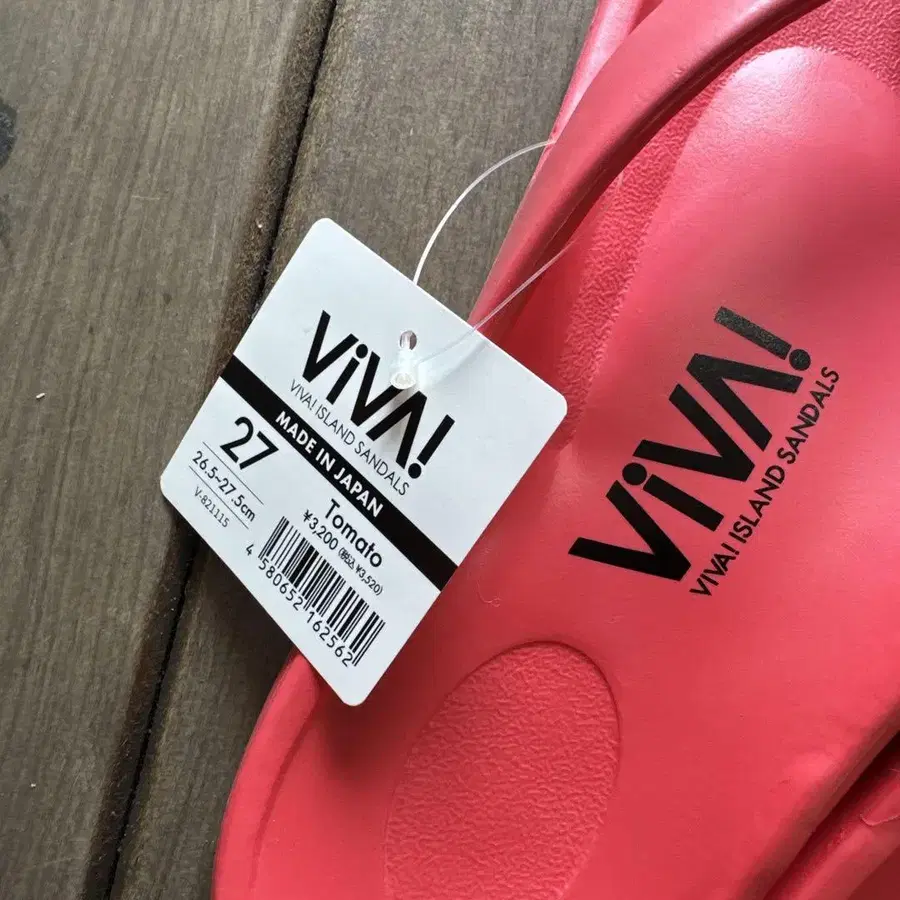 ViVA!
VIVA! ISLAND SANDALS
MADE IN JAPAN
27
26.5~27.5cm
V-821115
Tomato
¥3,200 (税込 ¥3,520)
4 580652 162562
ViVA!
VIVA! ISLAND SANDALS